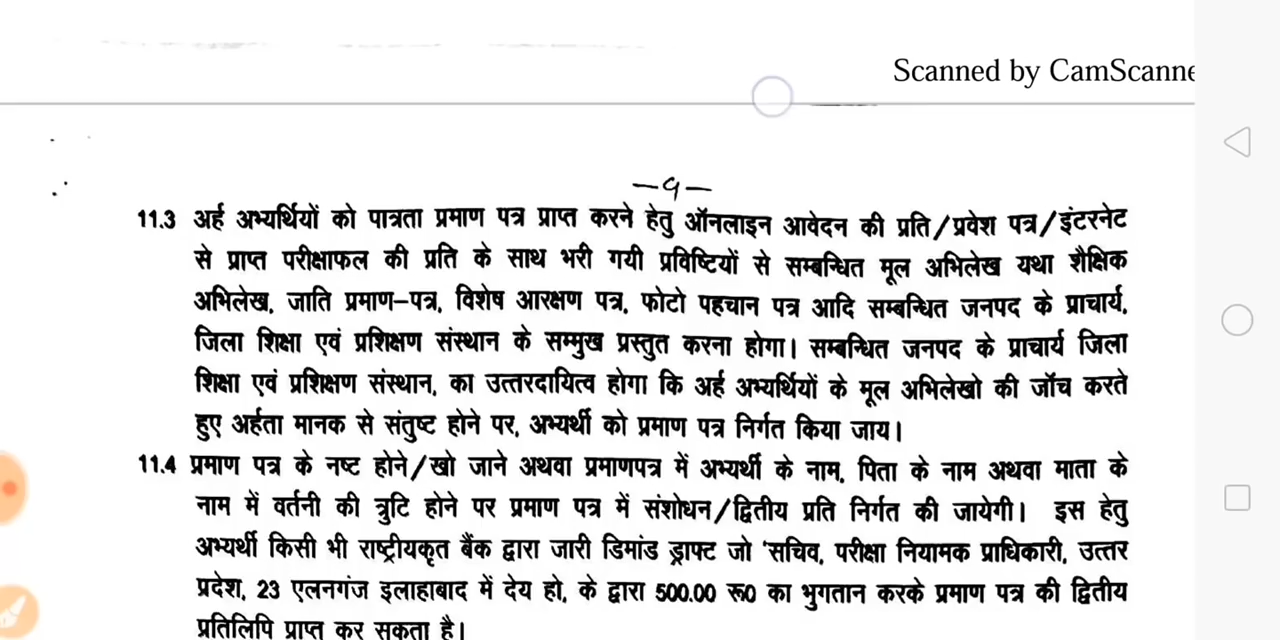 Scanned by CamScanne
-9-
11.3 अर्ह अभ्यर्थियों को पात्रता प्रमाण पत्र प्राप्त करने हेतु ऑनलाइन आवेदन की प्रति/प्रवेश पत्र/इंटरनेट
से प्राप्त परीक्षाफल की प्रति के साथ भरी गयी प्रविष्टियों से सम्बन्धित मूल अभिलेख यथा शैक्षिक
अभिलेख, जाति प्रमाण-पत्र, विशेष आरक्षण पत्र, फोटो पहचान पत्र आदि सम्बन्धित जनपद के प्राचार्य,
जिला शिक्षा एवं प्रशिक्षण संस्थान के सम्मुख प्रस्तुत करना होगा। सम्बन्धित जनपद के प्राचार्य जिला
शिक्षा एवं प्रशिक्षण संस्थान, का उत्तरदायित्व होगा कि अर्ह अभ्यर्थियों के मूल अभिलेखो की जॉच करते
हुए अर्हता मानक से संतुष्ट होने पर, अभ्यर्थी को प्रमाण पत्र निर्गत किया जाय।
11.4 प्रमाण पत्र के नष्ट होने/खो जाने अथवा प्रमाणपत्र में अभ्यर्थी के नाम, पिता के नाम अथवा माता के
नाम में वर्तनी की त्रुटि होने पर प्रमाण पत्र में संशोधन/द्वितीय प्रति निर्गत की जायेगी। इस हेतु
अभ्यर्थी किसी भी राष्ट्रीयकृत बैंक द्वारा जारी डिमांड ड्राफ्ट जो 'सचिव, परीक्षा नियामक प्राधिकारी, उत्तर
प्रदेश, 23 एलनगंज इलाहाबाद में देय हो, के द्वारा 500.00 रू0 का भुगतान करके प्रमाण पत्र की द्वितीय
प्रतिलिपि प्राप्त कर सकता है।